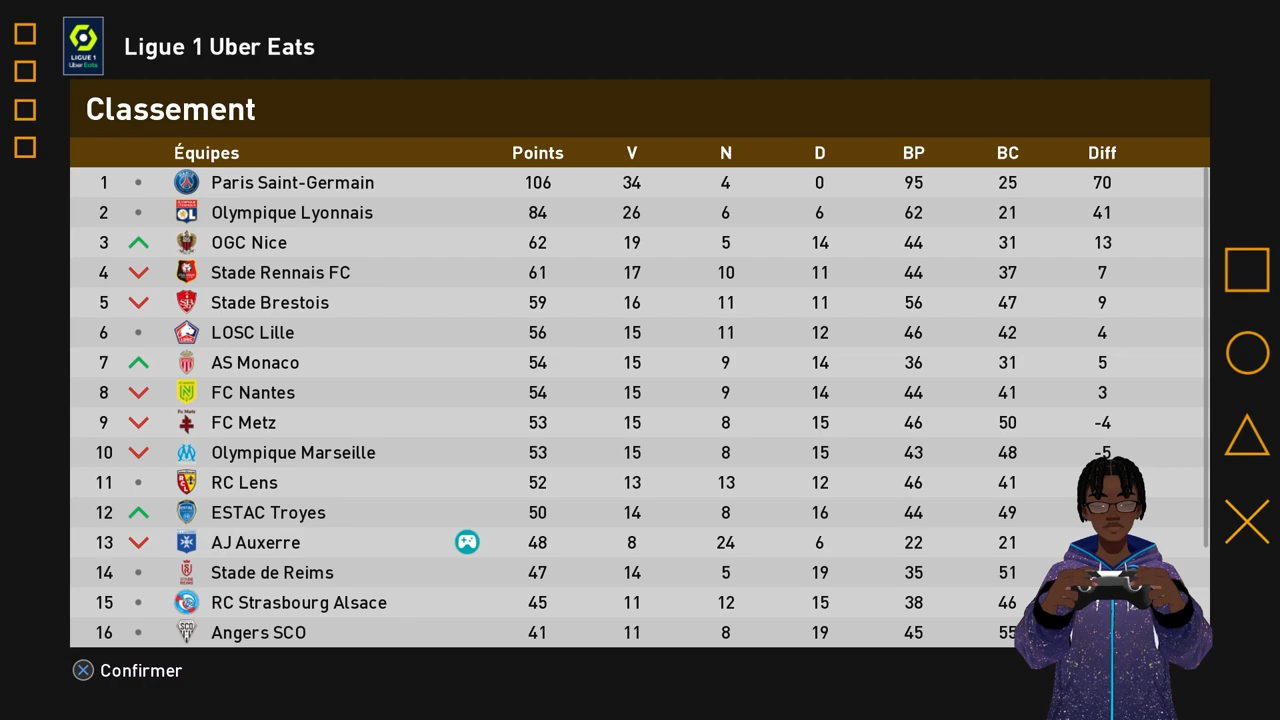 LIGUE 1
Uber Eats
Ligue 1 Uber Eats
Classement
Équipes Points V N D BP BC Diff
1 Paris Saint-Germain 106 34 4 0 95 25 70
2 Olympique Lyonnais 84 26 6 6 62 21 41
3 OGC Nice 62 19 5 14 44 31 13
4 Stade Rennais FC 61 17 10 11 44 37 7
5 Stade Brestois 59 16 11 11 56 47 9
6 LOSC Lille 56 15 11 12 46 42 4
7 AS Monaco 54 15 9 14 36 31 5
8 FC Nantes 54 15 9 14 44 41 3
9 FC Metz 53 15 8 15 46 50 -4
10 Olympique Marseille 53 15 8 15 43 48 -5
11 RC Lens 52 13 13 12 46 41
12 ESTAC Troyes 50 14 8 16 44 49
13 AJ Auxerre 48 8 24 6 22 21
14 Stade de Reims 47 14 5 19 35 51
15 RC Strasbourg Alsace 45 11 12 15 38 46
16 Angers SCO 41 11 8 19 45 55
Confirmer